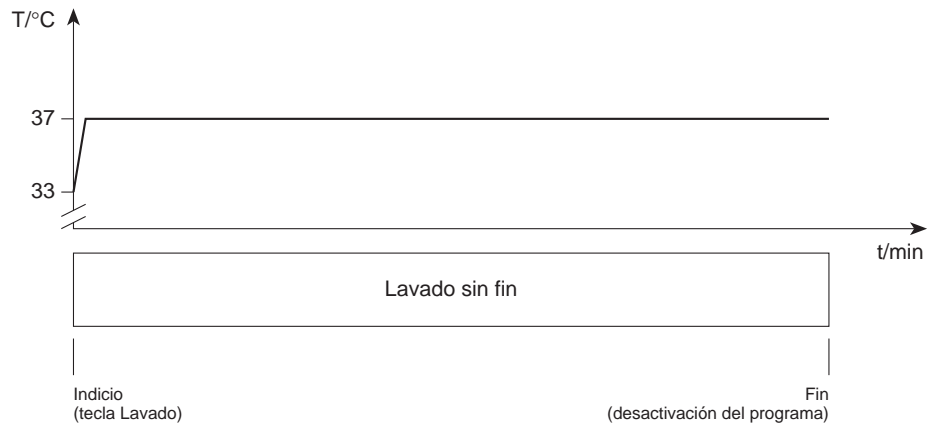 T/°C
37
33
t/min
Lavado sin fin
Indicio
(tecla Lavado)
Fin
(desactivación del programa)